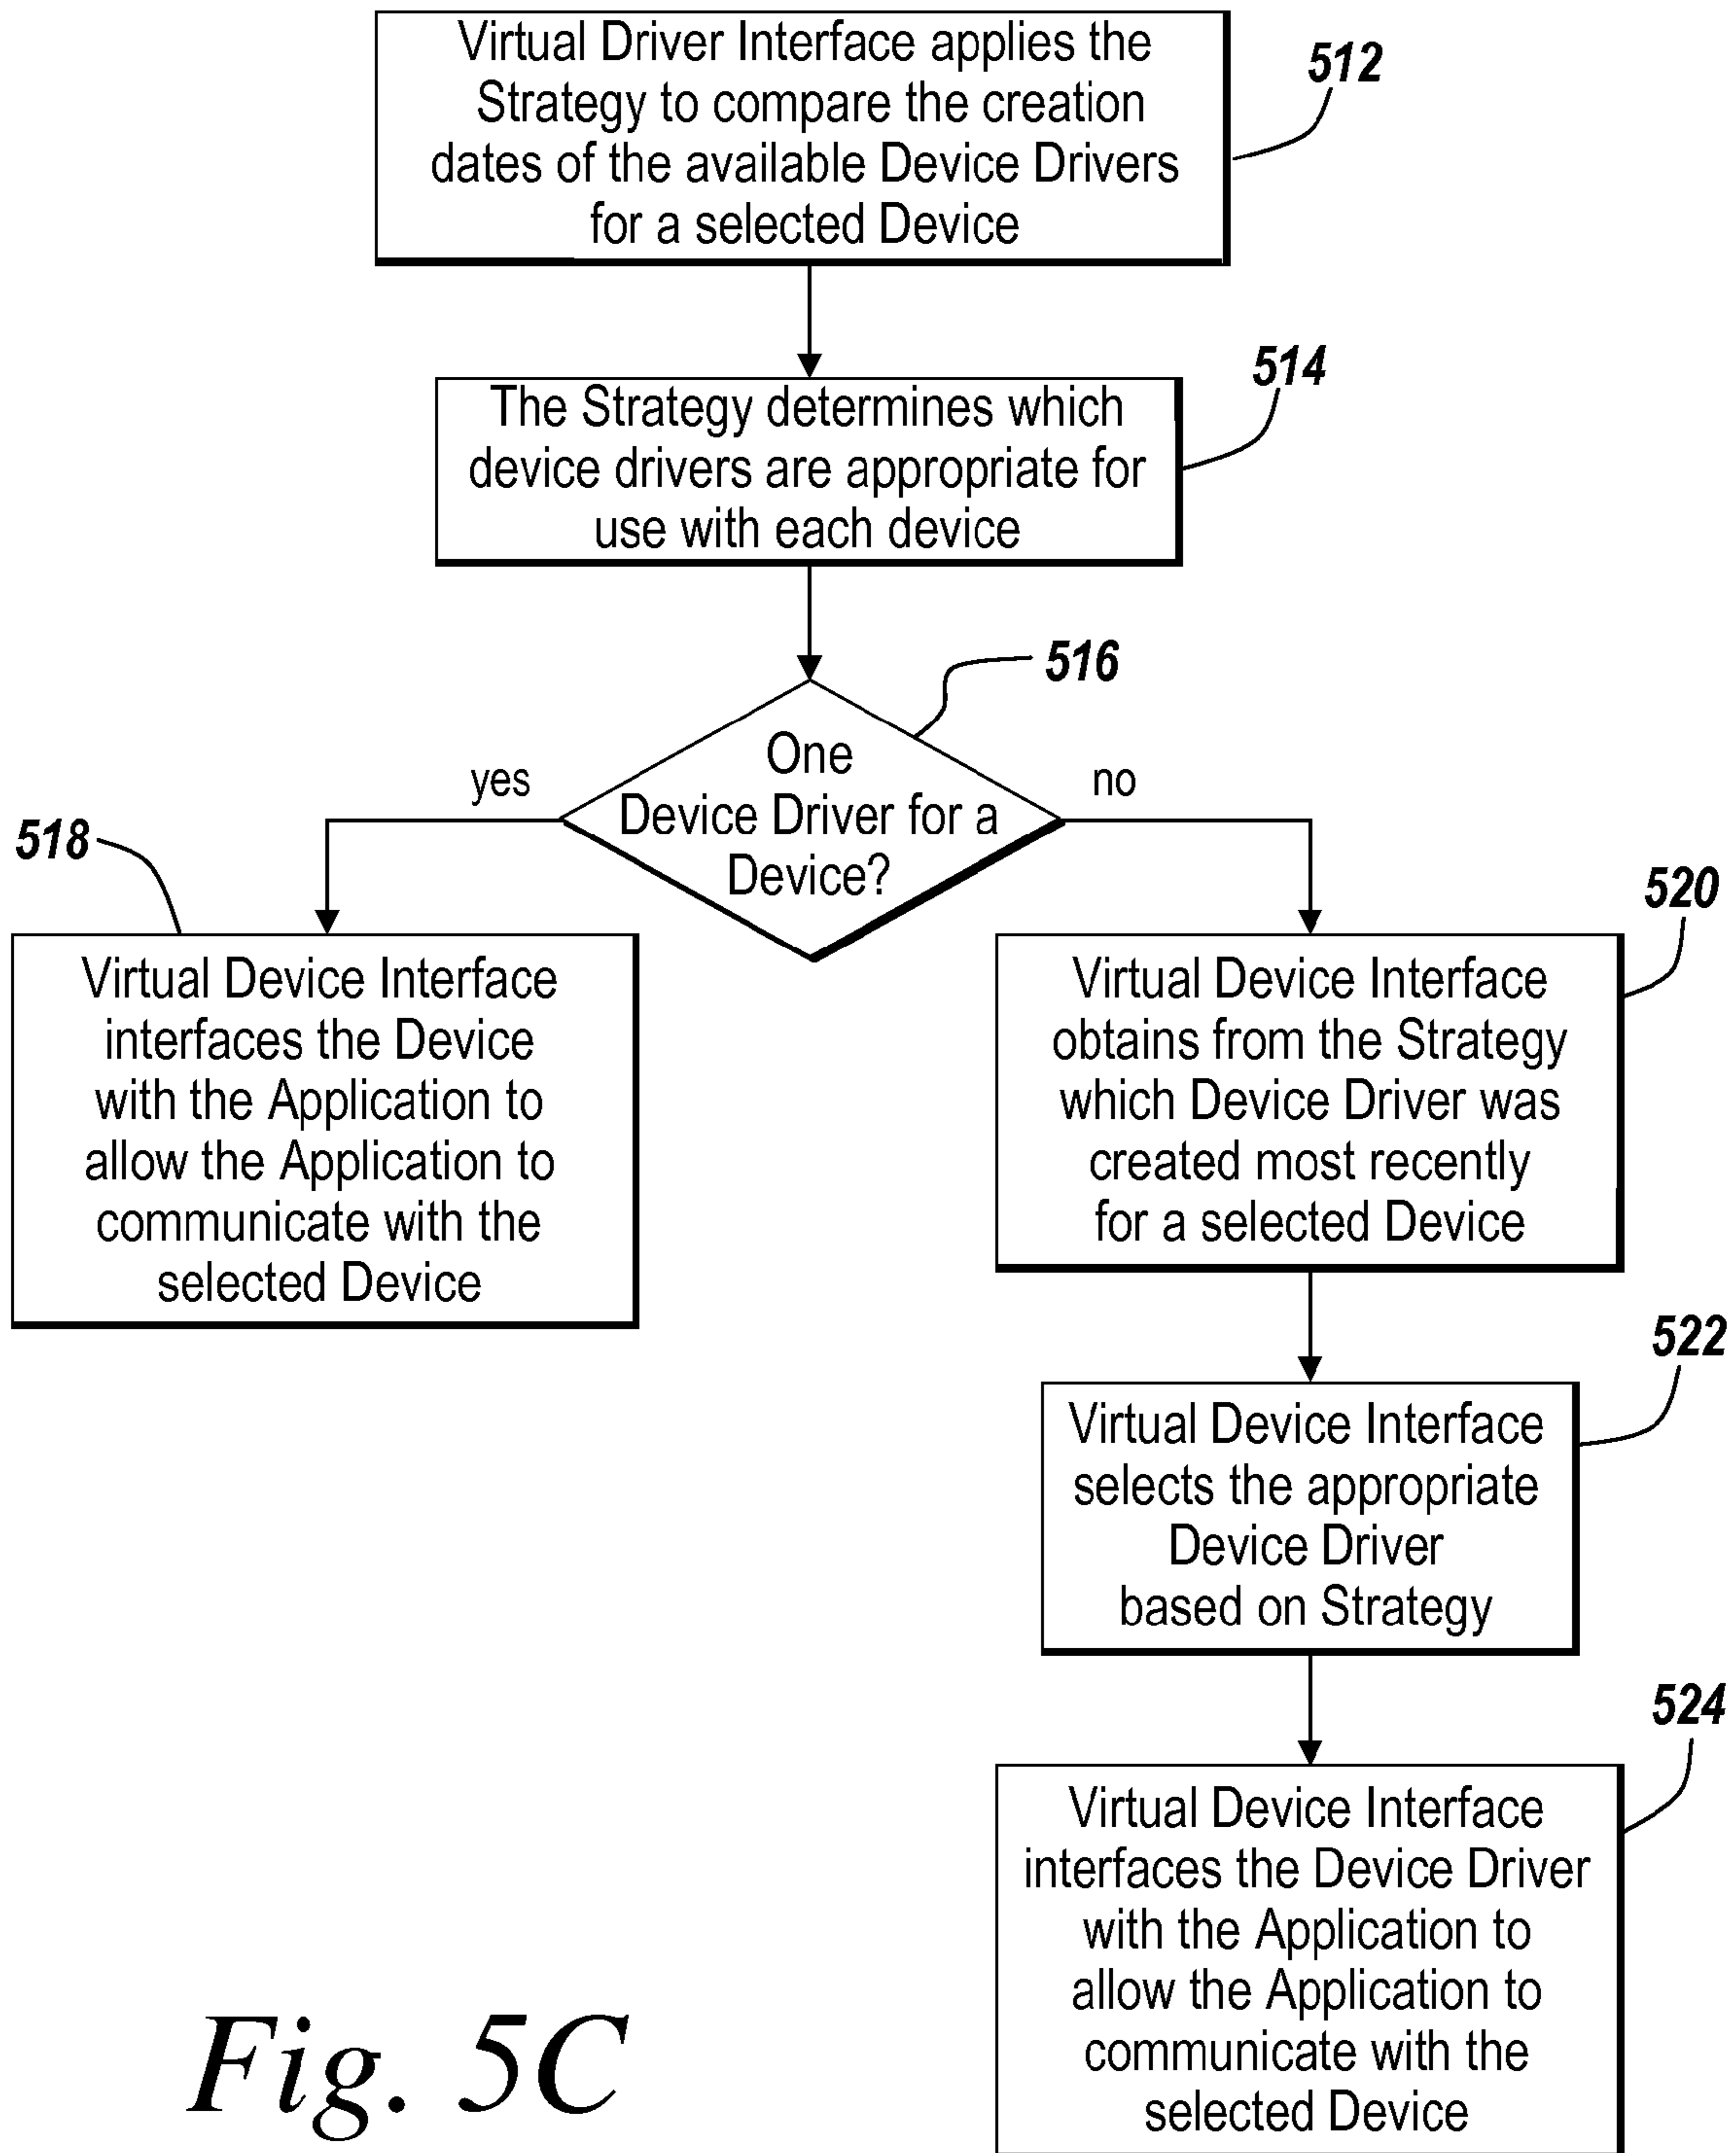 Virtual Driver Interface applies the
Strategy to compare the creation
dates of the available Device Drivers
for a selected Device
512
The Strategy determines which
device drivers are appropriate for
use with each device
514
516
One
Device Driver for a
Device?
yes
no
518
Virtual Device Interface
interfaces the Device
with the Application to
allow the Application to
communicate with the
selected Device
520
Virtual Device Interface
obtains from the Strategy
which Device Driver was
created most recently
for a selected Device
522
Virtual Device Interface
selects the appropriate
Device Driver
based on Strategy
524
Virtual Device Interface
interfaces the Device Driver
with the Application to
allow the Application to
communicate with the
selected Device
Fig. 5C